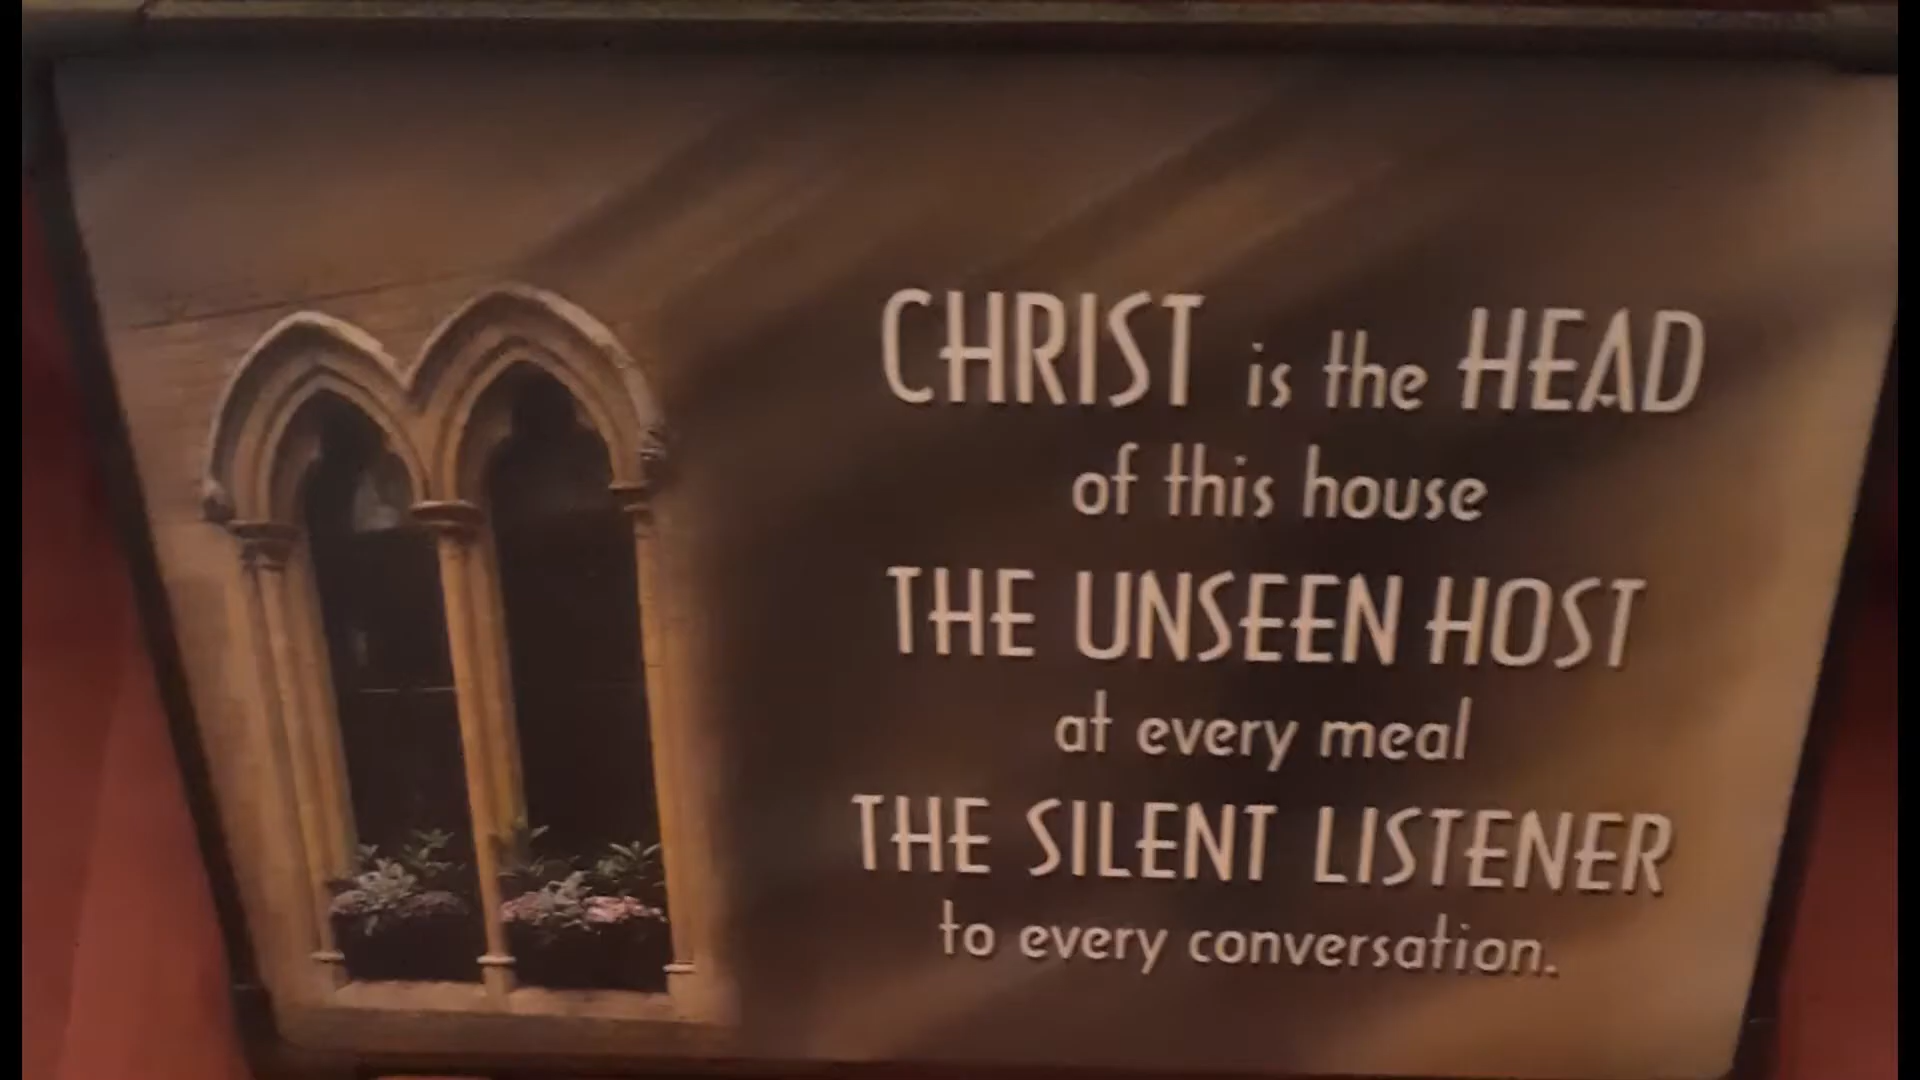 CHRIST is the HEAD
of this house
THE UNSEEN HOST
at every meal
THE SILENT LISTENER
to every conversation.